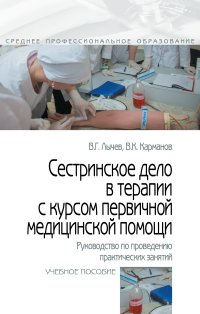 СРЕДНЕЕ ПРОФЕССИОНАЛЬНОЕ ОБРАЗОВАНИЕ
В.Г. Лычев, В.К. Карманов
Сестринское дело
в терапии
с курсом первичной
медицинской помощи
Руководство по проведению
практических занятий
УЧЕБНОЕ ПОСОБИЕ